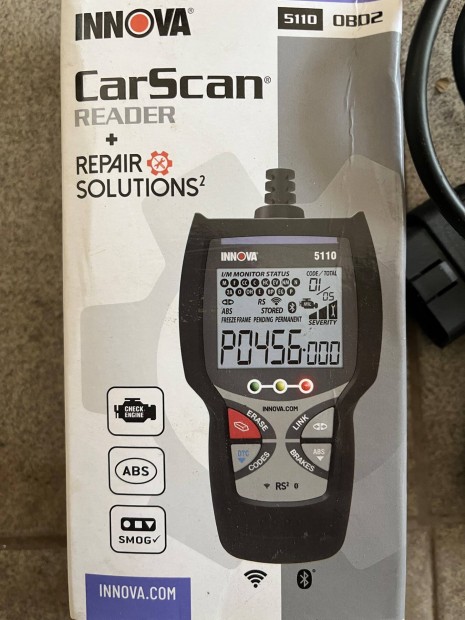 INNOVA®
5110 OBD2
CarScan®
READER
+
REPAIR
SOLUTIONS²
INNOVA® 5110
I/M MONITOR STATUS
CODE / TOTAL
01/05
RS
ABS STORED
FREEZE FRAME PENDING PERMANENT
SEVERITY
P0456-000
INNOVA.COM
ERASE
LINK
DTC
CODES
ABS
BRAKES
RS²
CHECK
ENGINE
ABS
SMOG✓
INNOVA.COM